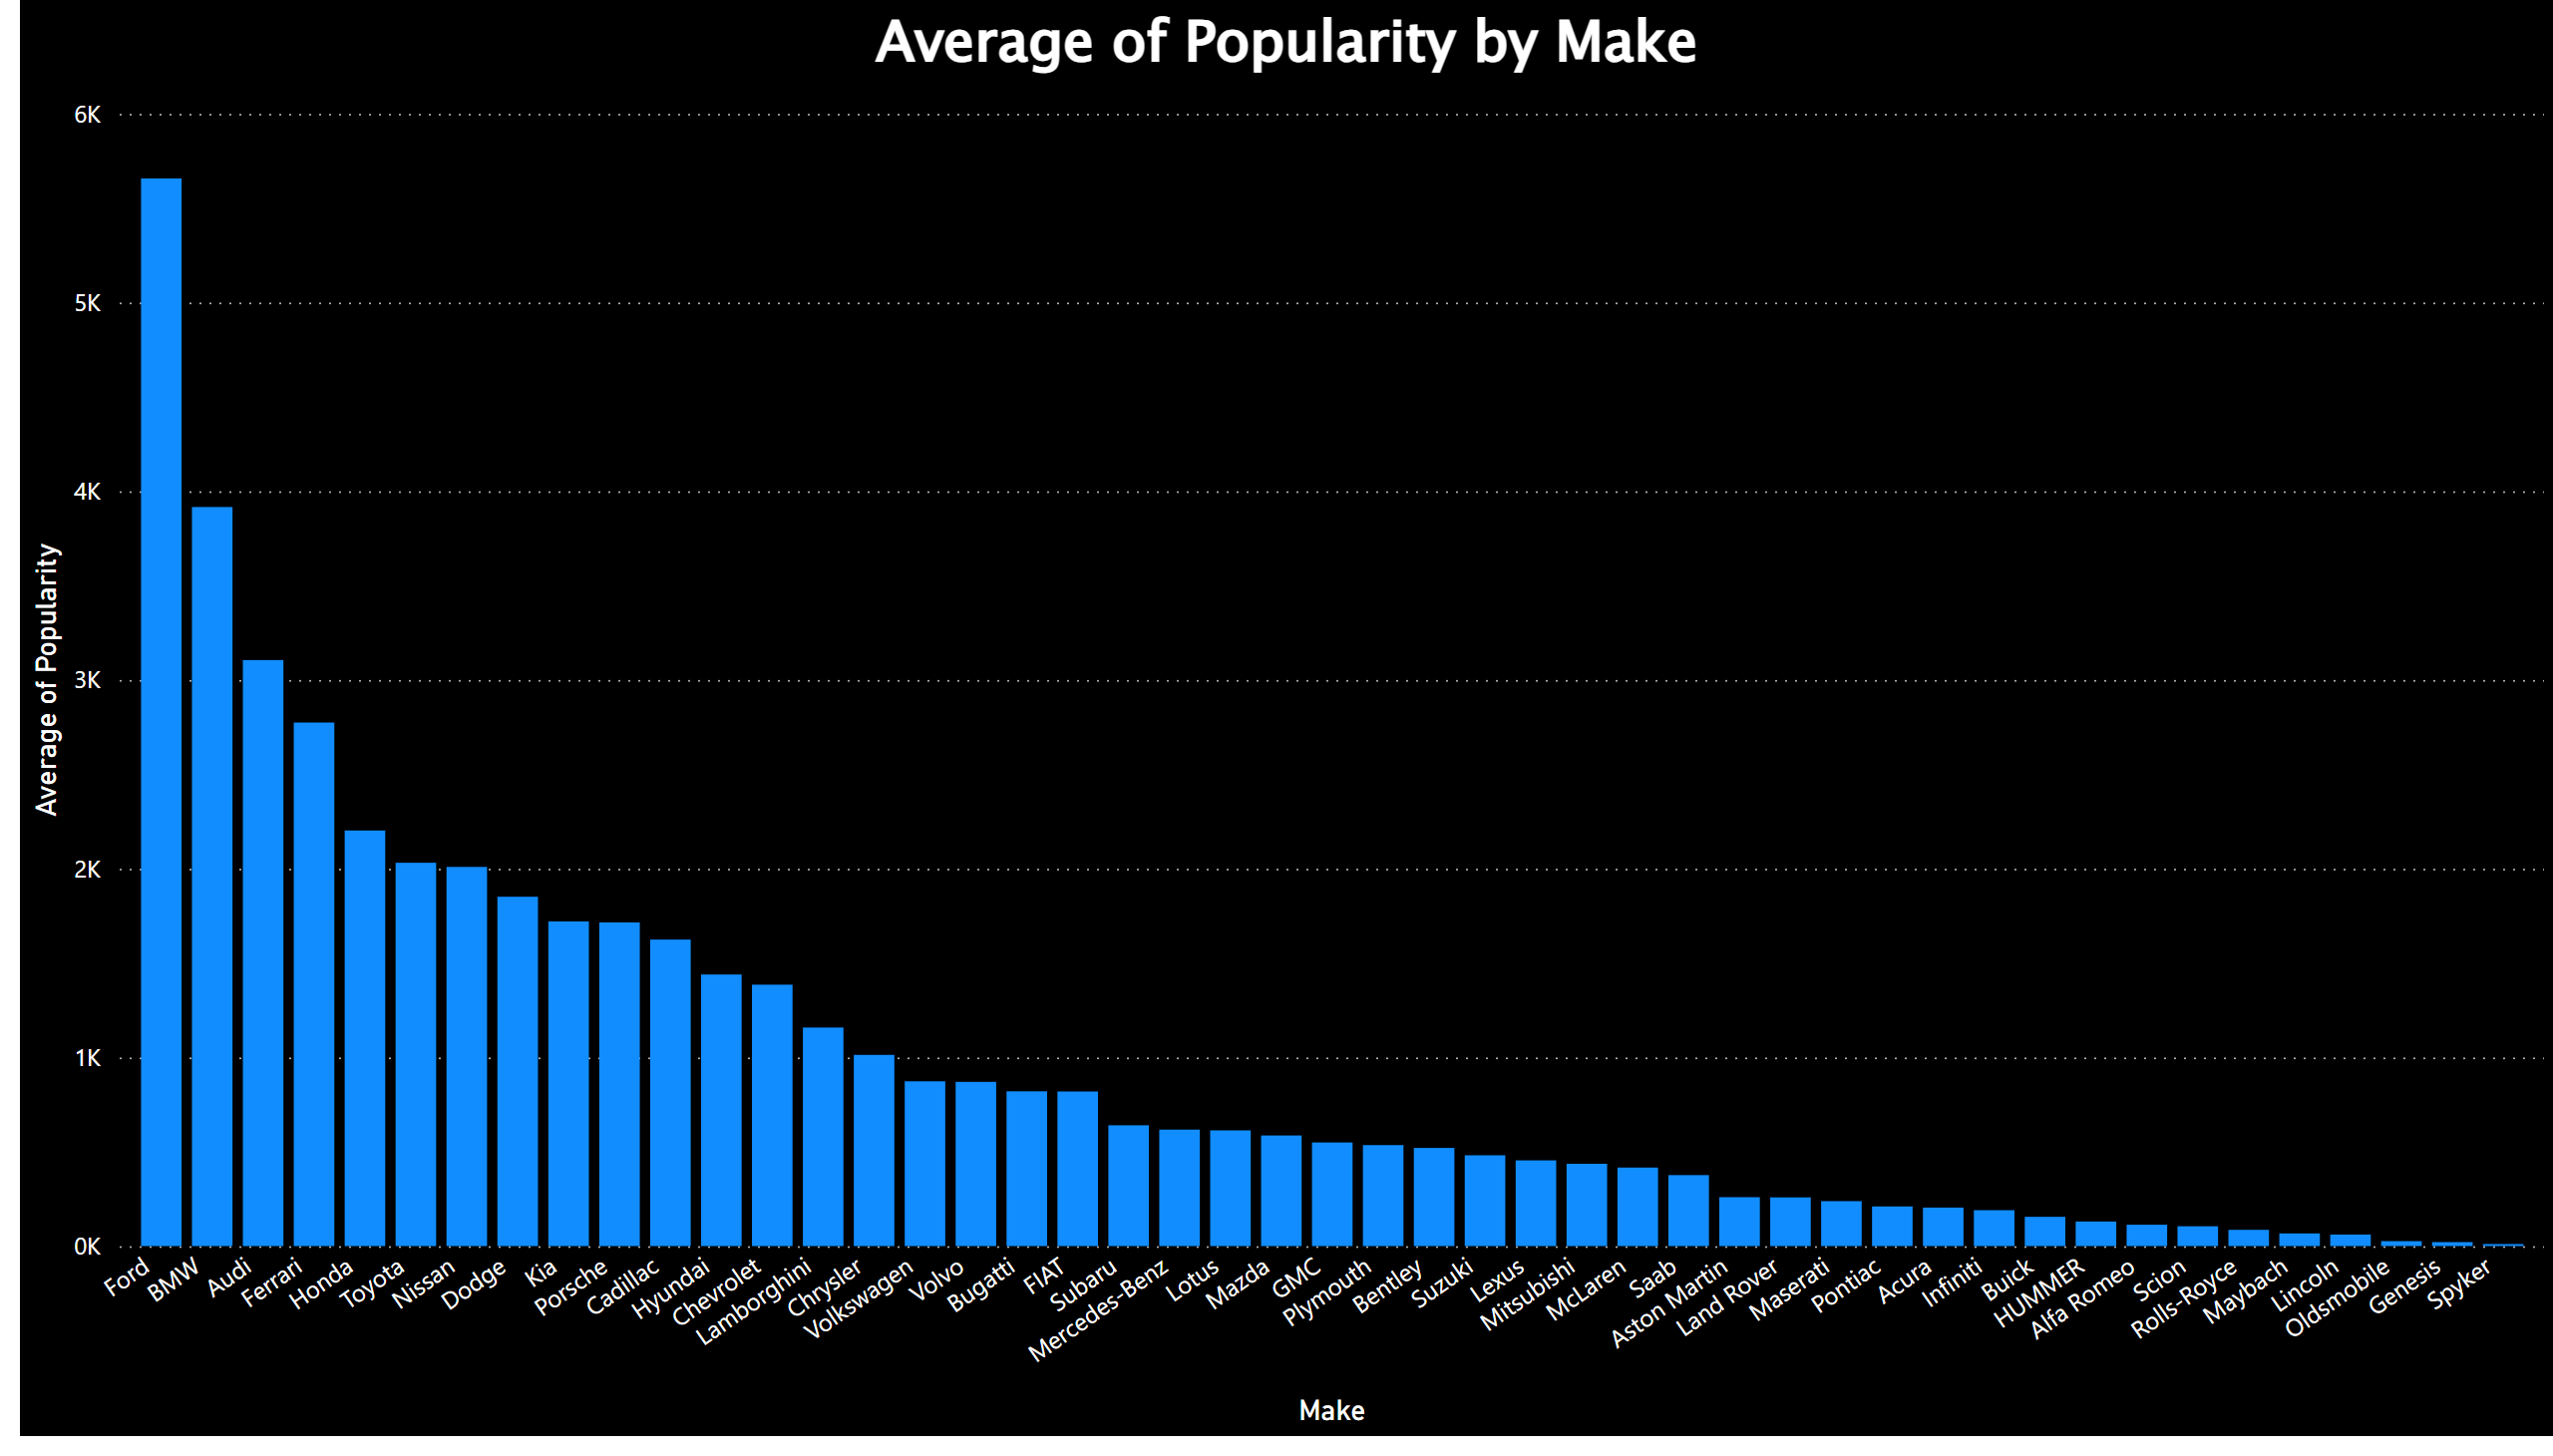 Average of Popularity by Make
6K
5K
4K
3K
2K
1K
0K
Average of Popularity
Ford
BMW
Audi
Ferrari
Honda
Toyota
Nissan
Dodge
Kia
Porsche
Cadillac
Hyundai
Chevrolet
Lamborghini
Chrysler
Volkswagen
Volvo
Bugatti
FIAT
Subaru
Mercedes-Benz
Lotus
Mazda
GMC
Plymouth
Bentley
Suzuki
Lexus
Mitsubishi
McLaren
Saab
Aston Martin
Land Rover
Maserati
Pontiac
Acura
Infiniti
Buick
HUMMER
Alfa Romeo
Scion
Rolls-Royce
Maybach
Lincoln
Oldsmobile
Genesis
Spyker
Make